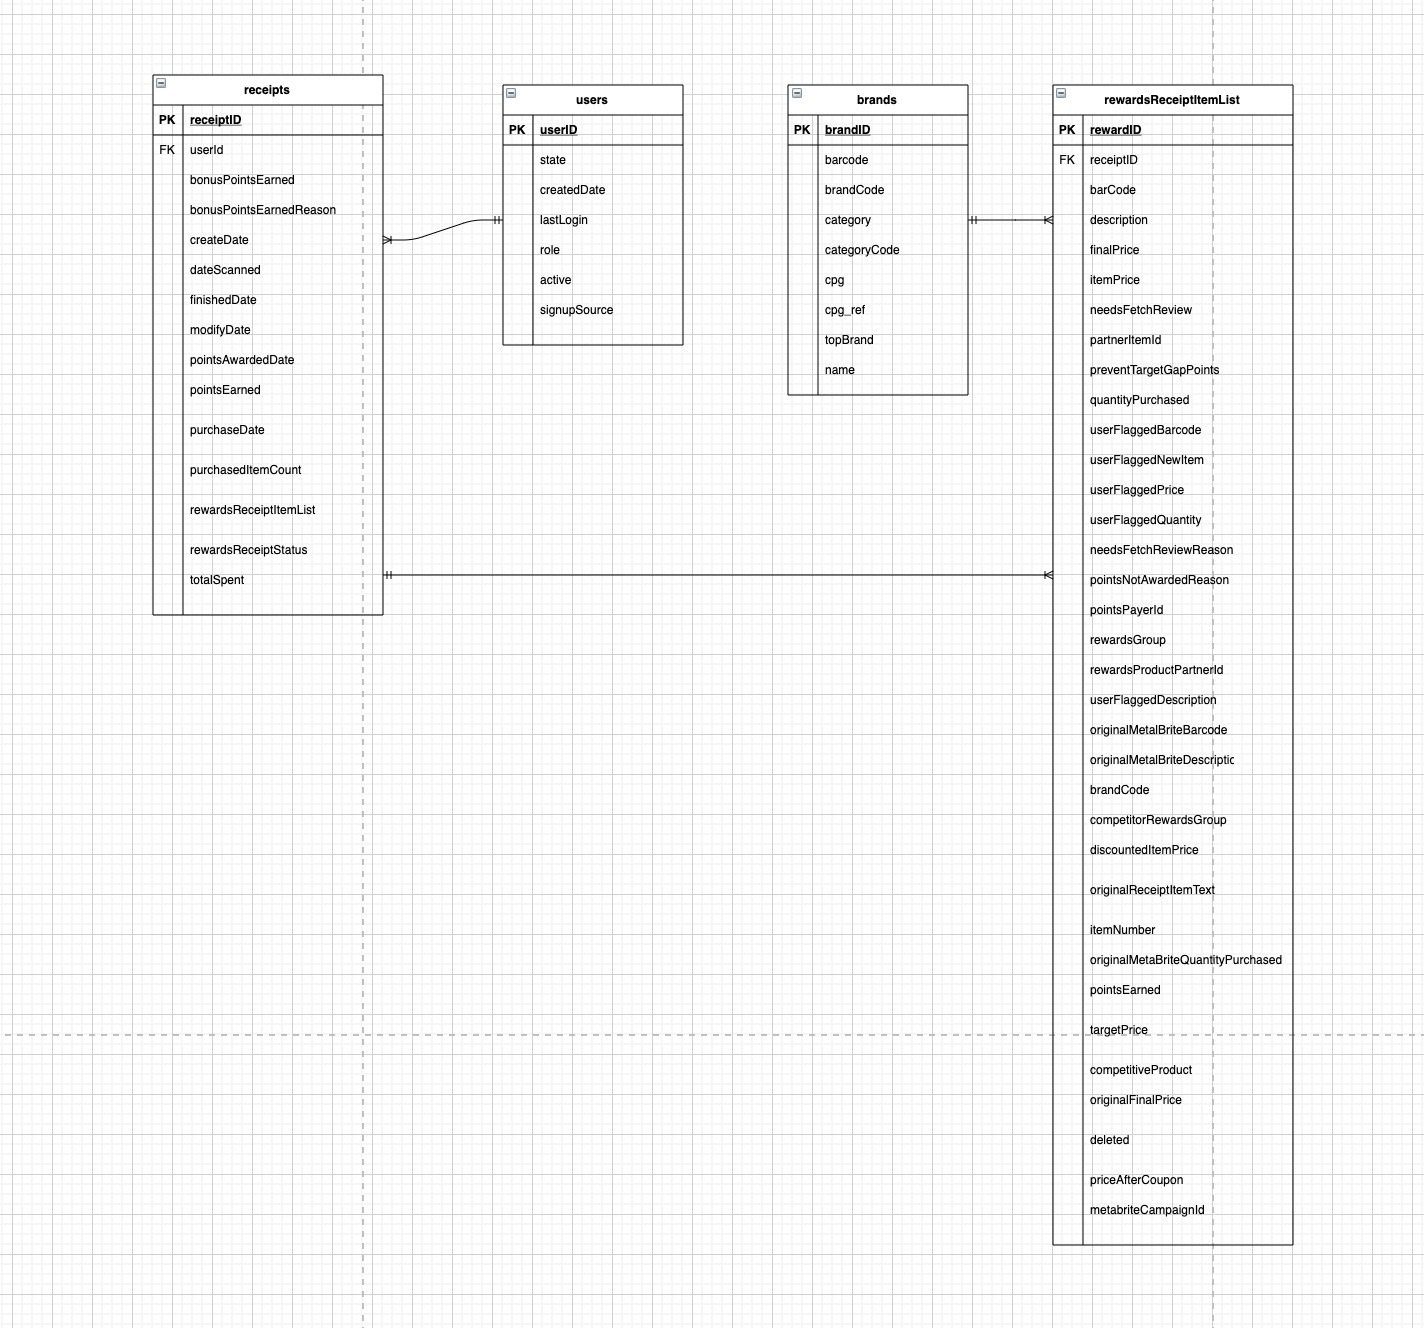 receipts
PK receiptID
FK userId
bonusPointsEarned
bonusPointsEarnedReason
createDate
dateScanned
finishedDate
modifyDate
pointsAwardedDate
pointsEarned
purchaseDate
purchasedItemCount
rewardsReceiptItemList
rewardsReceiptStatus
totalSpent
users
PK userID
state
createdDate
lastLogin
role
active
signupSource
brands
PK brandID
barcode
brandCode
category
categoryCode
cpg
cpg_ref
topBrand
name
rewardsReceiptItemList
PK rewardID
FK receiptID
barCode
description
finalPrice
itemPrice
needsFetchReview
partnerItemId
preventTargetGapPoints
quantityPurchased
userFlaggedBarcode
userFlaggedNewItem
userFlaggedPrice
userFlaggedQuantity
needsFetchReviewReason
pointsNotAwardedReason
pointsPayerId
rewardsGroup
rewardsProductPartnerId
userFlaggedDescription
originalMetalBriteBarcode
originalMetalBriteDescriptic
brandCode
competitorRewardsGroup
discountedItemPrice
originalReceiptItemText
itemNumber
originalMetaBriteQuantityPurchased
pointsEarned
targetPrice
competitiveProduct
originalFinalPrice
deleted
priceAfterCoupon
metabriteCampaignId